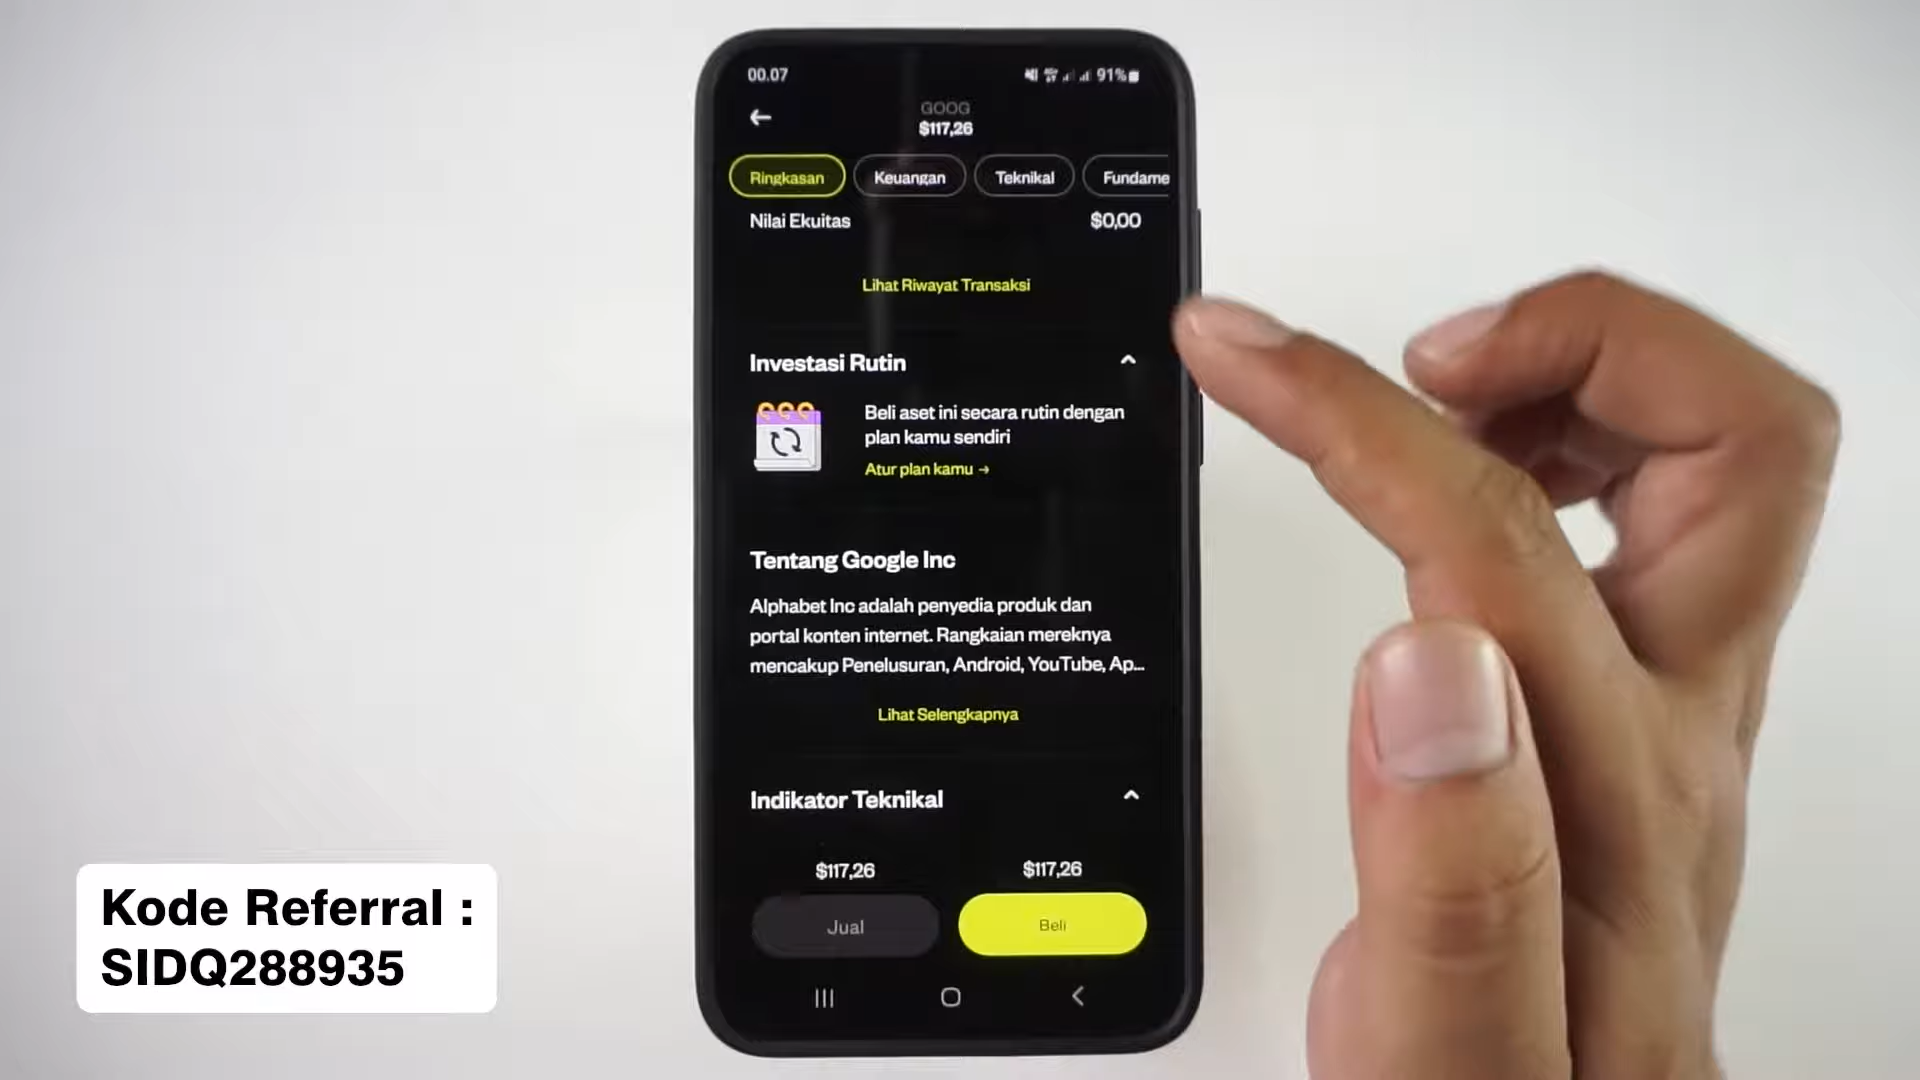 00.07
91%
GOOG
$117,26
Ringkasan
Keuangan
Teknikal
Fundame
Nilai Ekuitas
$0,00
Lihat Riwayat Transaksi
Investasi Rutin
Beli aset ini secara rutin dengan
plan kamu sendiri
Atur plan kamu →
Tentang Google Inc
Alphabet Inc adalah penyedia produk dan
portal konten internet. Rangkaian mereknya
mencakup Penelusuran, Android, YouTube, Ap...
Lihat Selengkapnya
Indikator Teknikal
$117,26
$117,26
Jual
Beli
Kode Referral :
SIDQ288935